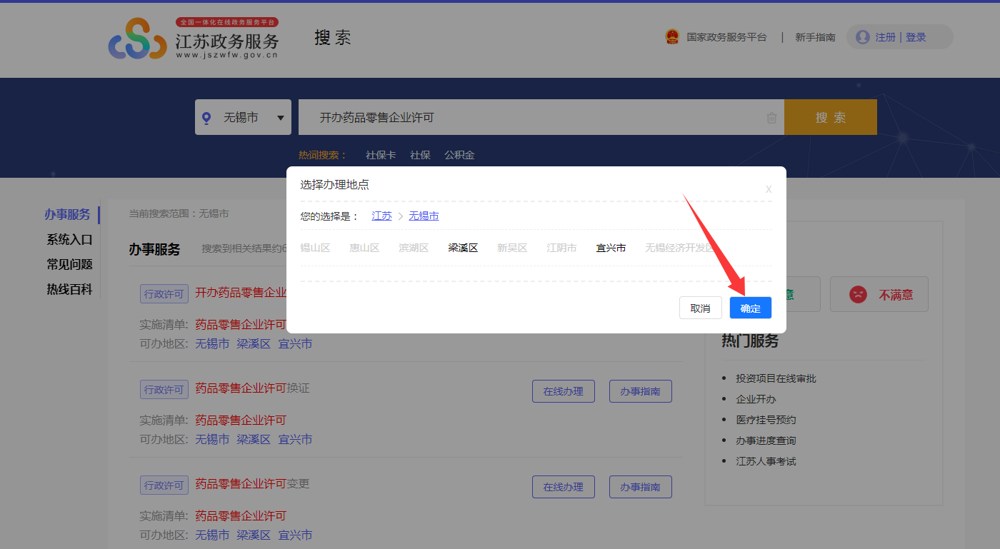 全国一体化在线政务服务平台
江苏政务服务
www.jszwfw.gov.cn
搜索
国家政务服务平台 | 新手指南 注册 | 登录
无锡市 开办药品零售企业许可 搜 索
热词搜索： 社保卡 社保 公积金
选择办理地点 x
您的选择是： 江苏 > 无锡市
锡山区 惠山区 滨湖区 梁溪区 新吴区 江阴市 宜兴市 无锡经济开发区
取消 确定
办事服务
系统入口
常见问题
热线百科
当前搜索范围：无锡市
办事服务 搜索到相关结果约6
行政许可 开办药品零售企业
实施清单: 药品零售企业许可
可办地区: 无锡市 梁溪区 宜兴市
行政许可 药品零售企业许可换证 在线办理 办事指南
实施清单: 药品零售企业许可
可办地区: 无锡市 梁溪区 宜兴市
行政许可 药品零售企业许可变更 在线办理 办事指南
实施清单: 药品零售企业许可
可办地区: 无锡市 梁溪区 宜兴市
意 不满意
热门服务
• 投资项目在线审批
• 企业开办
• 医疗挂号预约
• 办事进度查询
• 江苏人事考试